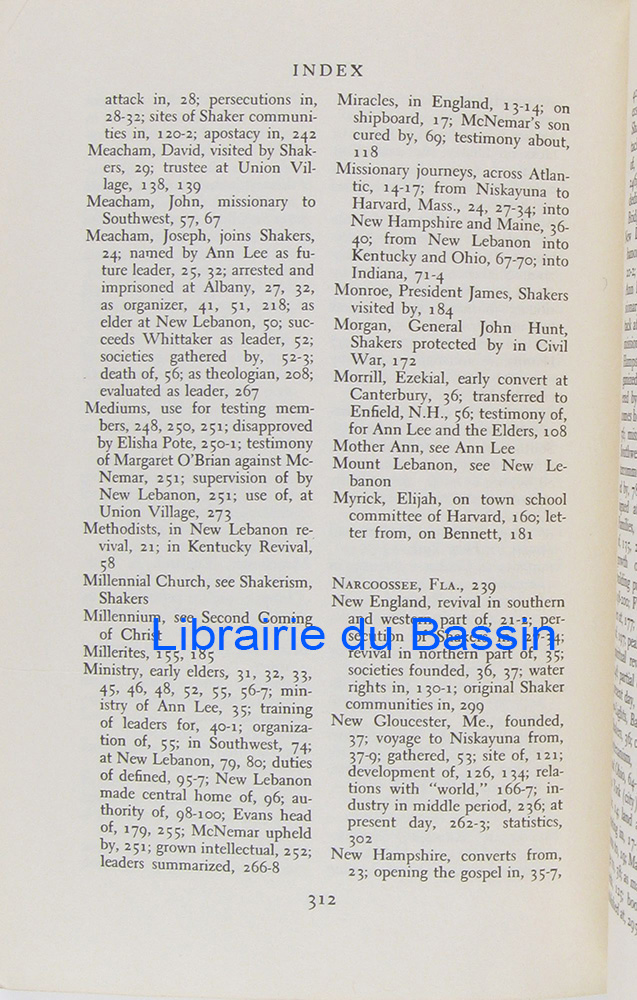 INDEX
attack in, 28; persecutions in,
28-32; sites of Shaker communi-
ties in, 120-2; apostacy in, 242
Meacham, David, visited by Shak-
ers, 29; trustee at Union Vil-
lage, 138, 139
Meacham, John, missionary to
Southwest, 57, 67
Meacham, Joseph, joins Shakers,
24; named by Ann Lee as fu-
ture leader, 25, 32; arrested and
imprisoned at Albany, 27, 32,
as organizer, 41, 51, 218; as
elder at New Lebanon, 50; suc-
ceeds Whittaker as leader, 52;
societies gathered by, 52-3;
death of, 56; as theologian, 208;
evaluated as leader, 267
Mediums, use for testing mem-
bers, 248, 250, 251; disapproved
by Elisha Pote, 250-1; testimony
of Margaret O'Brian against Mc-
Nemar, 251; supervision of by
New Lebanon, 251; use of, at
Union Village, 273
Methodists, in New Lebanon re-
vival, 21; in Kentucky Revival,
58
Millennial Church, see Shakerism,
Shakers
Millennium, see Second Coming
of Christ
Millerites, 155, 185
Ministry, early elders, 31, 32, 33,
45, 46, 48, 52, 55, 56-7; min-
istry of Ann Lee, 35; training
of leaders for, 40-1; organiza-
tion of, 55; in Southwest, 74;
at New Lebanon, 79, 80; duties
of defined, 95-7; New Lebanon
made central home of, 96; au-
thority of, 98-100; Evans head
of, 179, 255; McNemar upheld
by, 251; grown intellectual, 252;
leaders summarized, 266-8
Miracles, in England, 13-14; on
shipboard, 17; McNemar's son
cured by, 69; testimony about,
118
Missionary journeys, across Atlan-
tic, 14-17; from Niskayuna to
Harvard, Mass., 24, 27-34; into
New Hampshire and Maine, 36-
40; from New Lebanon into
Kentucky and Ohio, 67-70; into
Indiana, 71-4
Monroe, President James, Shakers
visited by, 184
Morgan, General John Hunt,
Shakers protected by in Civil
War, 172
Morrill, Ezekial, early convert at
Canterbury, 36; transferred to
Enfield, N.H., 56; testimony of,
for Ann Lee and the Elders, 108
Mother Ann, see Ann Lee
Mount Lebanon, see New Le-
banon
Myrick, Elijah, on town school
committee of Harvard, 160; let-
ter from, on Bennett, 181
NARCOOSSEE, FLA., 239
New England, revival in southern
and western part of, 21-2; per-
secution of Shakers in, 27-34;
revival in northern part of, 35;
societies founded, 36, 37; water
rights in, 130-1; original Shaker
communities in, 299
New Gloucester, Me., founded,
37; voyage to Niskayuna from,
37-9; gathered, 53; site of, 121;
development of, 126, 134; rela-
tions with "world," 166-7; in-
dustry in middle period, 236; at
present day, 262-3; statistics,
302
New Hampshire, converts from,
23; opening the gospel in, 35-7,
312
Librairie du Bassin